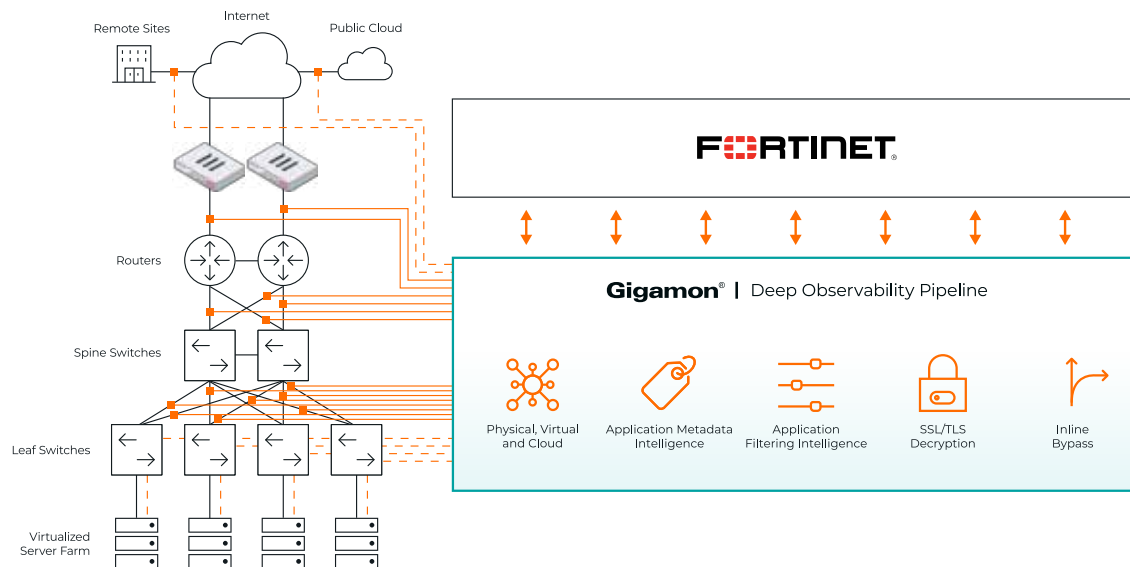 Internet
Remote Sites
Public Cloud
FORTINET®
Routers
Gigamon® | Deep Observability Pipeline
Spine Switches
Physical, Virtual
and Cloud
Application Metadata
Intelligence
Application
Filtering Intelligence
SSL/TLS
Decryption
Inline
Bypass
Leaf Switches
Virtualized
Server Farm